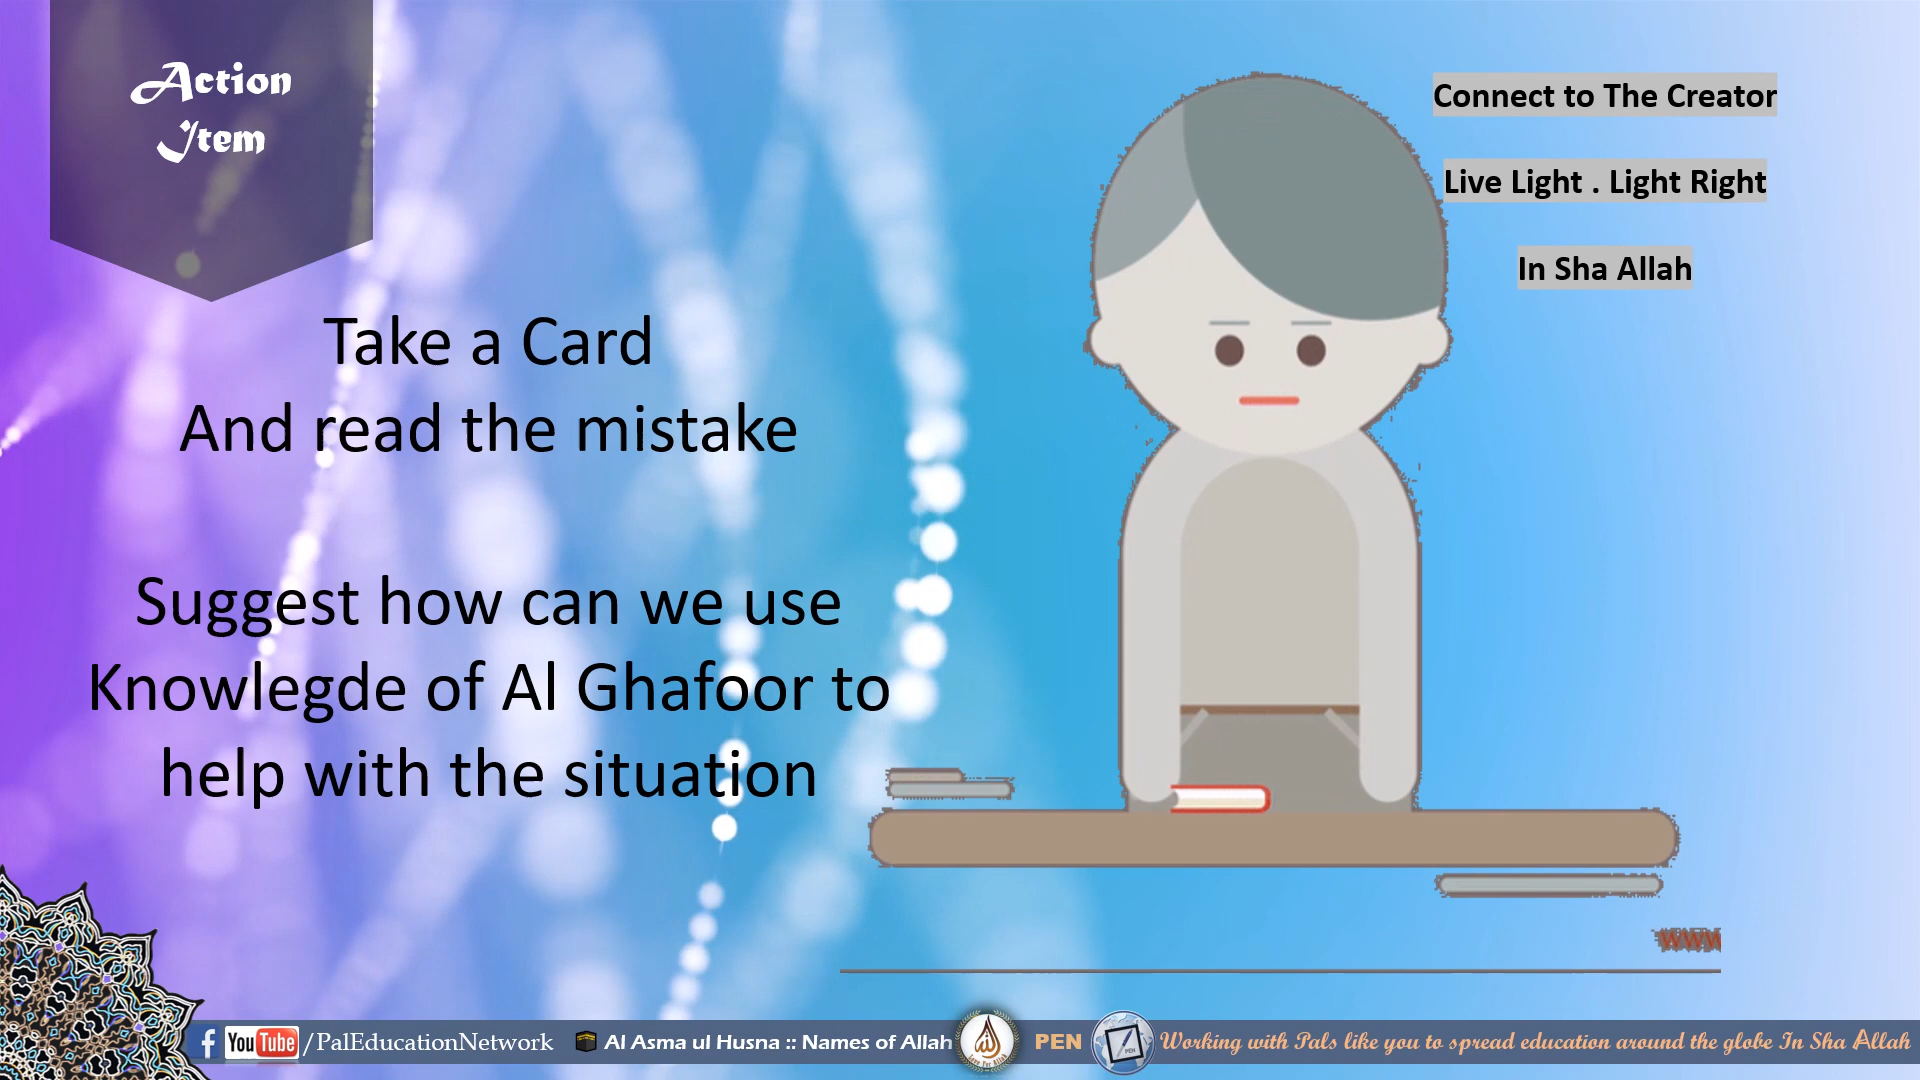 Action
Item
Connect to The Creator
Live Light . Light Right
In Sha Allah
Take a Card
And read the mistake
Suggest how can we use
Knowlegde of Al Ghafoor to
help with the situation
www
You Tube /PalEducationNetwork
Al Asma ul Husna :: Names of Allah
PEN
PEN
Working with Pals like you to spread education around the globe In Sha Allah